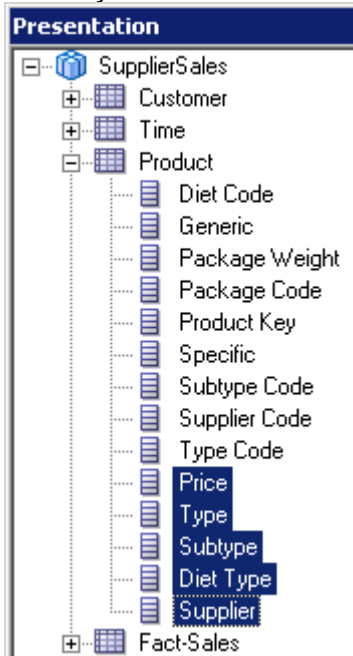 Presentation
SupplierSales
Customer
Time
Product
Diet Code
Generic
Package Weight
Package Code
Product Key
Specific
Subtype Code
Supplier Code
Type Code
Price
Type
Subtype
Diet Type
Supplier
Fact-Sales